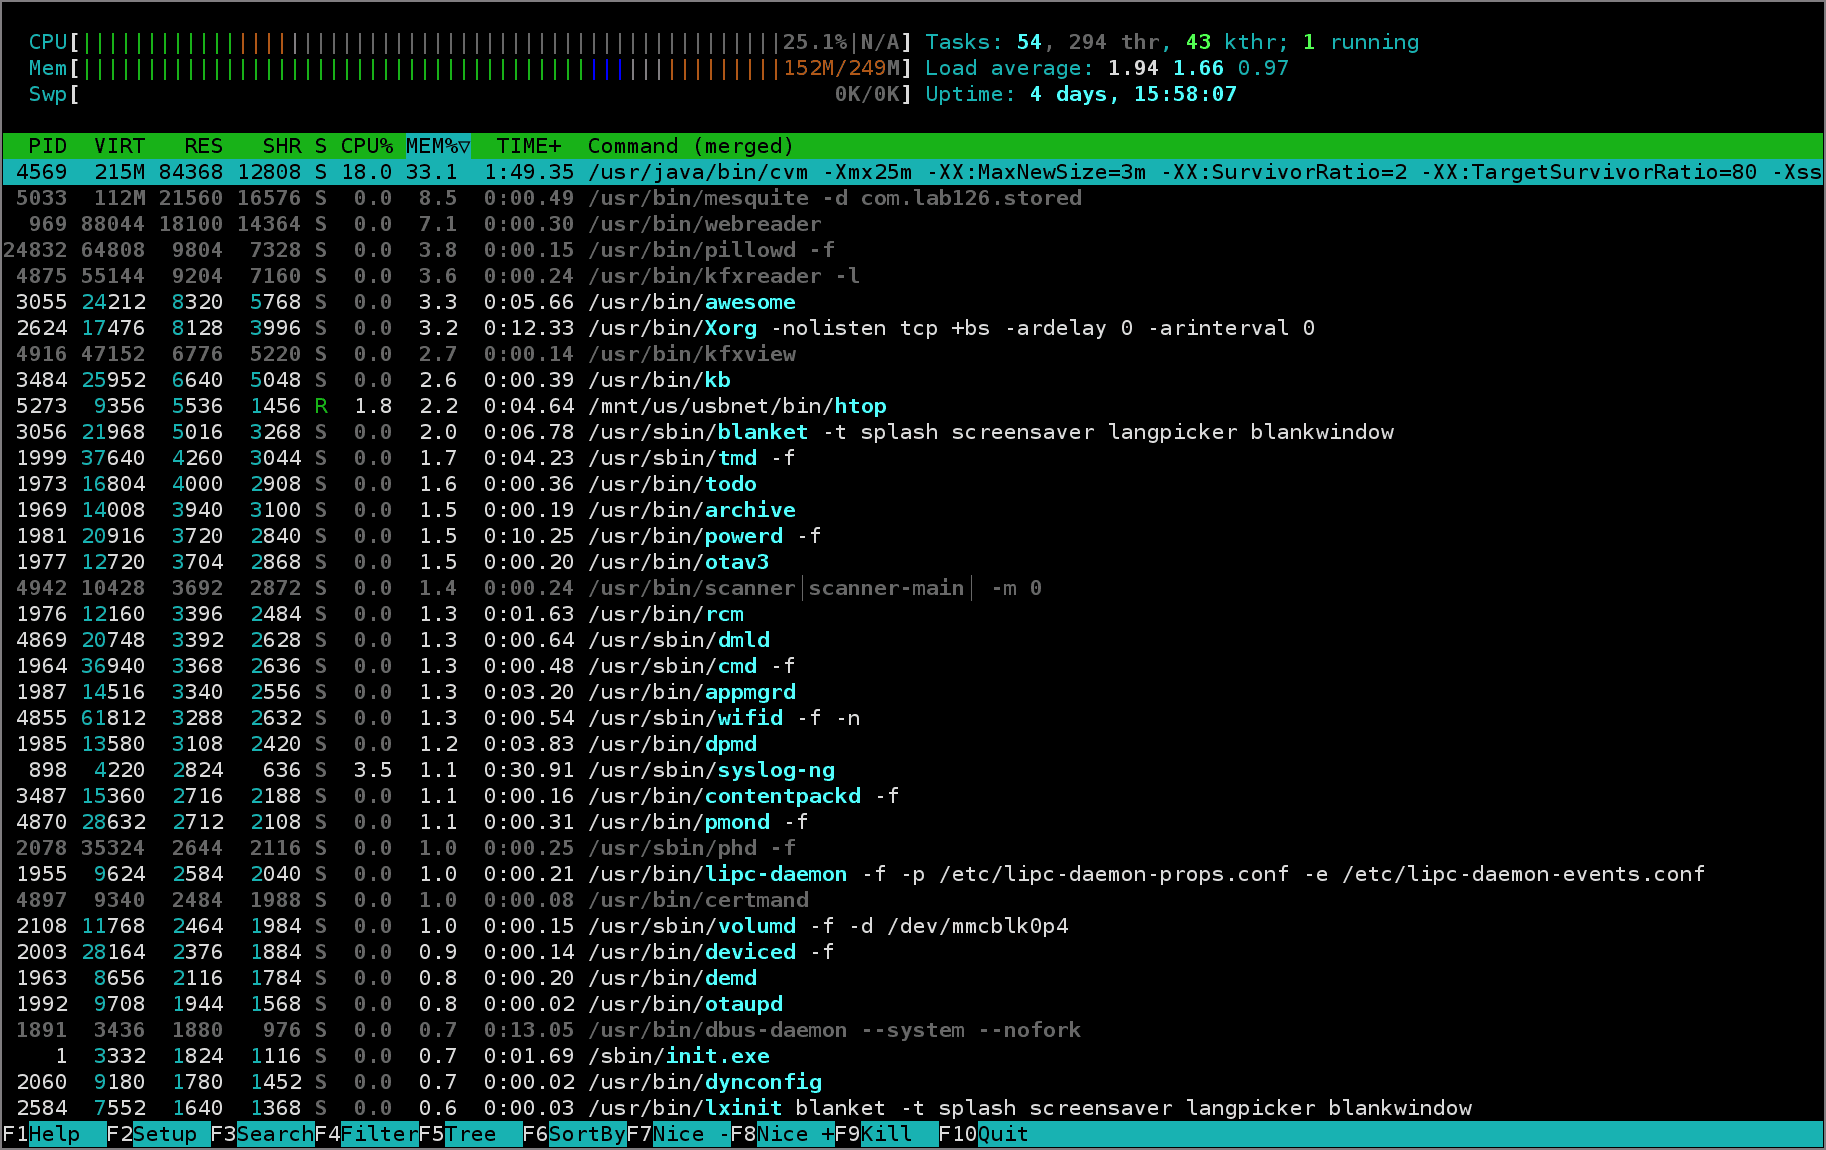 CPU[||||||||||||||||||||||||||||||||||||||||||||||||||||||25.1%|N/A] Tasks: 54, 294 thr, 43 kthr; 1 running
Mem[||||||||||||||||||||||||||||||||||||||||||||||||||||||152M/249M] Load average: 1.94 1.66 0.97
Swp[ 0K/0K] Uptime: 4 days, 15:58:07
PID VIRT RES SHR S CPU% MEM%▽ TIME+ Command (merged)
4569 215M 84368 12808 S 18.0 33.1 1:49.35 /usr/java/bin/cvm -Xmx25m -XX:MaxNewSize=3m -XX:SurvivorRatio=2 -XX:TargetSurvivorRatio=80 -Xss
5033 112M 21560 16576 S 0.0 8.5 0:00.49 /usr/bin/mesquite -d com.lab126.stored
969 88044 18100 14364 S 0.0 7.1 0:00.30 /usr/bin/webreader
24832 64808 9804 7328 S 0.0 3.8 0:00.15 /usr/bin/pillowd -f
4875 55144 9204 7160 S 0.0 3.6 0:00.24 /usr/bin/kfxreader -l
3055 24212 8320 5768 S 0.0 3.3 0:05.66 /usr/bin/awesome
2624 17476 8128 3996 S 0.0 3.2 0:12.33 /usr/bin/Xorg -nolisten tcp +bs -ardelay 0 -arinterval 0
4916 47152 6776 5220 S 0.0 2.7 0:00.14 /usr/bin/kfxview
3484 25952 6640 5048 S 0.0 2.6 0:00.39 /usr/bin/kb
5273 9356 5536 1456 R 1.8 2.2 0:04.64 /mnt/us/usbnet/bin/htop
3056 21968 5016 3268 S 0.0 2.0 0:06.78 /usr/sbin/blanket -t splash screensaver langpicker blankwindow
1999 37640 4260 3044 S 0.0 1.7 0:04.23 /usr/sbin/tmd -f
1973 16804 4000 2908 S 0.0 1.6 0:00.36 /usr/bin/todo
1969 14008 3940 3100 S 0.0 1.5 0:00.19 /usr/bin/archive
1981 20916 3720 2840 S 0.0 1.5 0:10.25 /usr/bin/powerd -f
1977 12720 3704 2868 S 0.0 1.5 0:00.20 /usr/bin/otav3
4942 10428 3692 2872 S 0.0 1.4 0:00.24 /usr/bin/scanner│scanner-main│ -m 0
1976 12160 3396 2484 S 0.0 1.3 0:01.63 /usr/bin/rcm
4869 20748 3392 2628 S 0.0 1.3 0:00.64 /usr/sbin/dmld
1964 36940 3368 2636 S 0.0 1.3 0:00.48 /usr/sbin/cmd -f
1987 14516 3340 2556 S 0.0 1.3 0:03.20 /usr/bin/appmgrd
4855 61812 3288 2632 S 0.0 1.3 0:00.54 /usr/sbin/wifid -f -n
1985 13580 3108 2420 S 0.0 1.2 0:03.83 /usr/bin/dpmd
898 4220 2824 636 S 3.5 1.1 0:30.91 /usr/sbin/syslog-ng
3487 15360 2716 2188 S 0.0 1.1 0:00.16 /usr/bin/contentpackd -f
4870 28632 2712 2108 S 0.0 1.1 0:00.31 /usr/bin/pmond -f
2078 35324 2644 2116 S 0.0 1.0 0:00.25 /usr/sbin/phd -f
1955 9624 2584 2040 S 0.0 1.0 0:00.21 /usr/bin/lipc-daemon -f -p /etc/lipc-daemon-props.conf -e /etc/lipc-daemon-events.conf
4897 9340 2484 1988 S 0.0 1.0 0:00.08 /usr/bin/certmand
2108 11768 2464 1984 S 0.0 1.0 0:00.15 /usr/sbin/volumd -f -d /dev/mmcblk0p4
2003 28164 2376 1884 S 0.0 0.9 0:00.14 /usr/bin/deviced -f
1963 8656 2116 1784 S 0.0 0.8 0:00.20 /usr/bin/demd
1992 9708 1944 1568 S 0.0 0.8 0:00.02 /usr/bin/otaupd
1891 3436 1880 976 S 0.0 0.7 0:13.05 /usr/bin/dbus-daemon --system --nofork
1 3332 1824 1116 S 0.0 0.7 0:01.69 /sbin/init.exe
2060 9180 1780 1452 S 0.0 0.7 0:00.02 /usr/bin/dynconfig
2584 7552 1640 1368 S 0.0 0.6 0:00.03 /usr/bin/lxinit blanket -t splash screensaver langpicker blankwindow
F1Help F2Setup F3SearchF4FilterF5Tree F6SortByF7Nice -F8Nice +F9Kill F10Quit